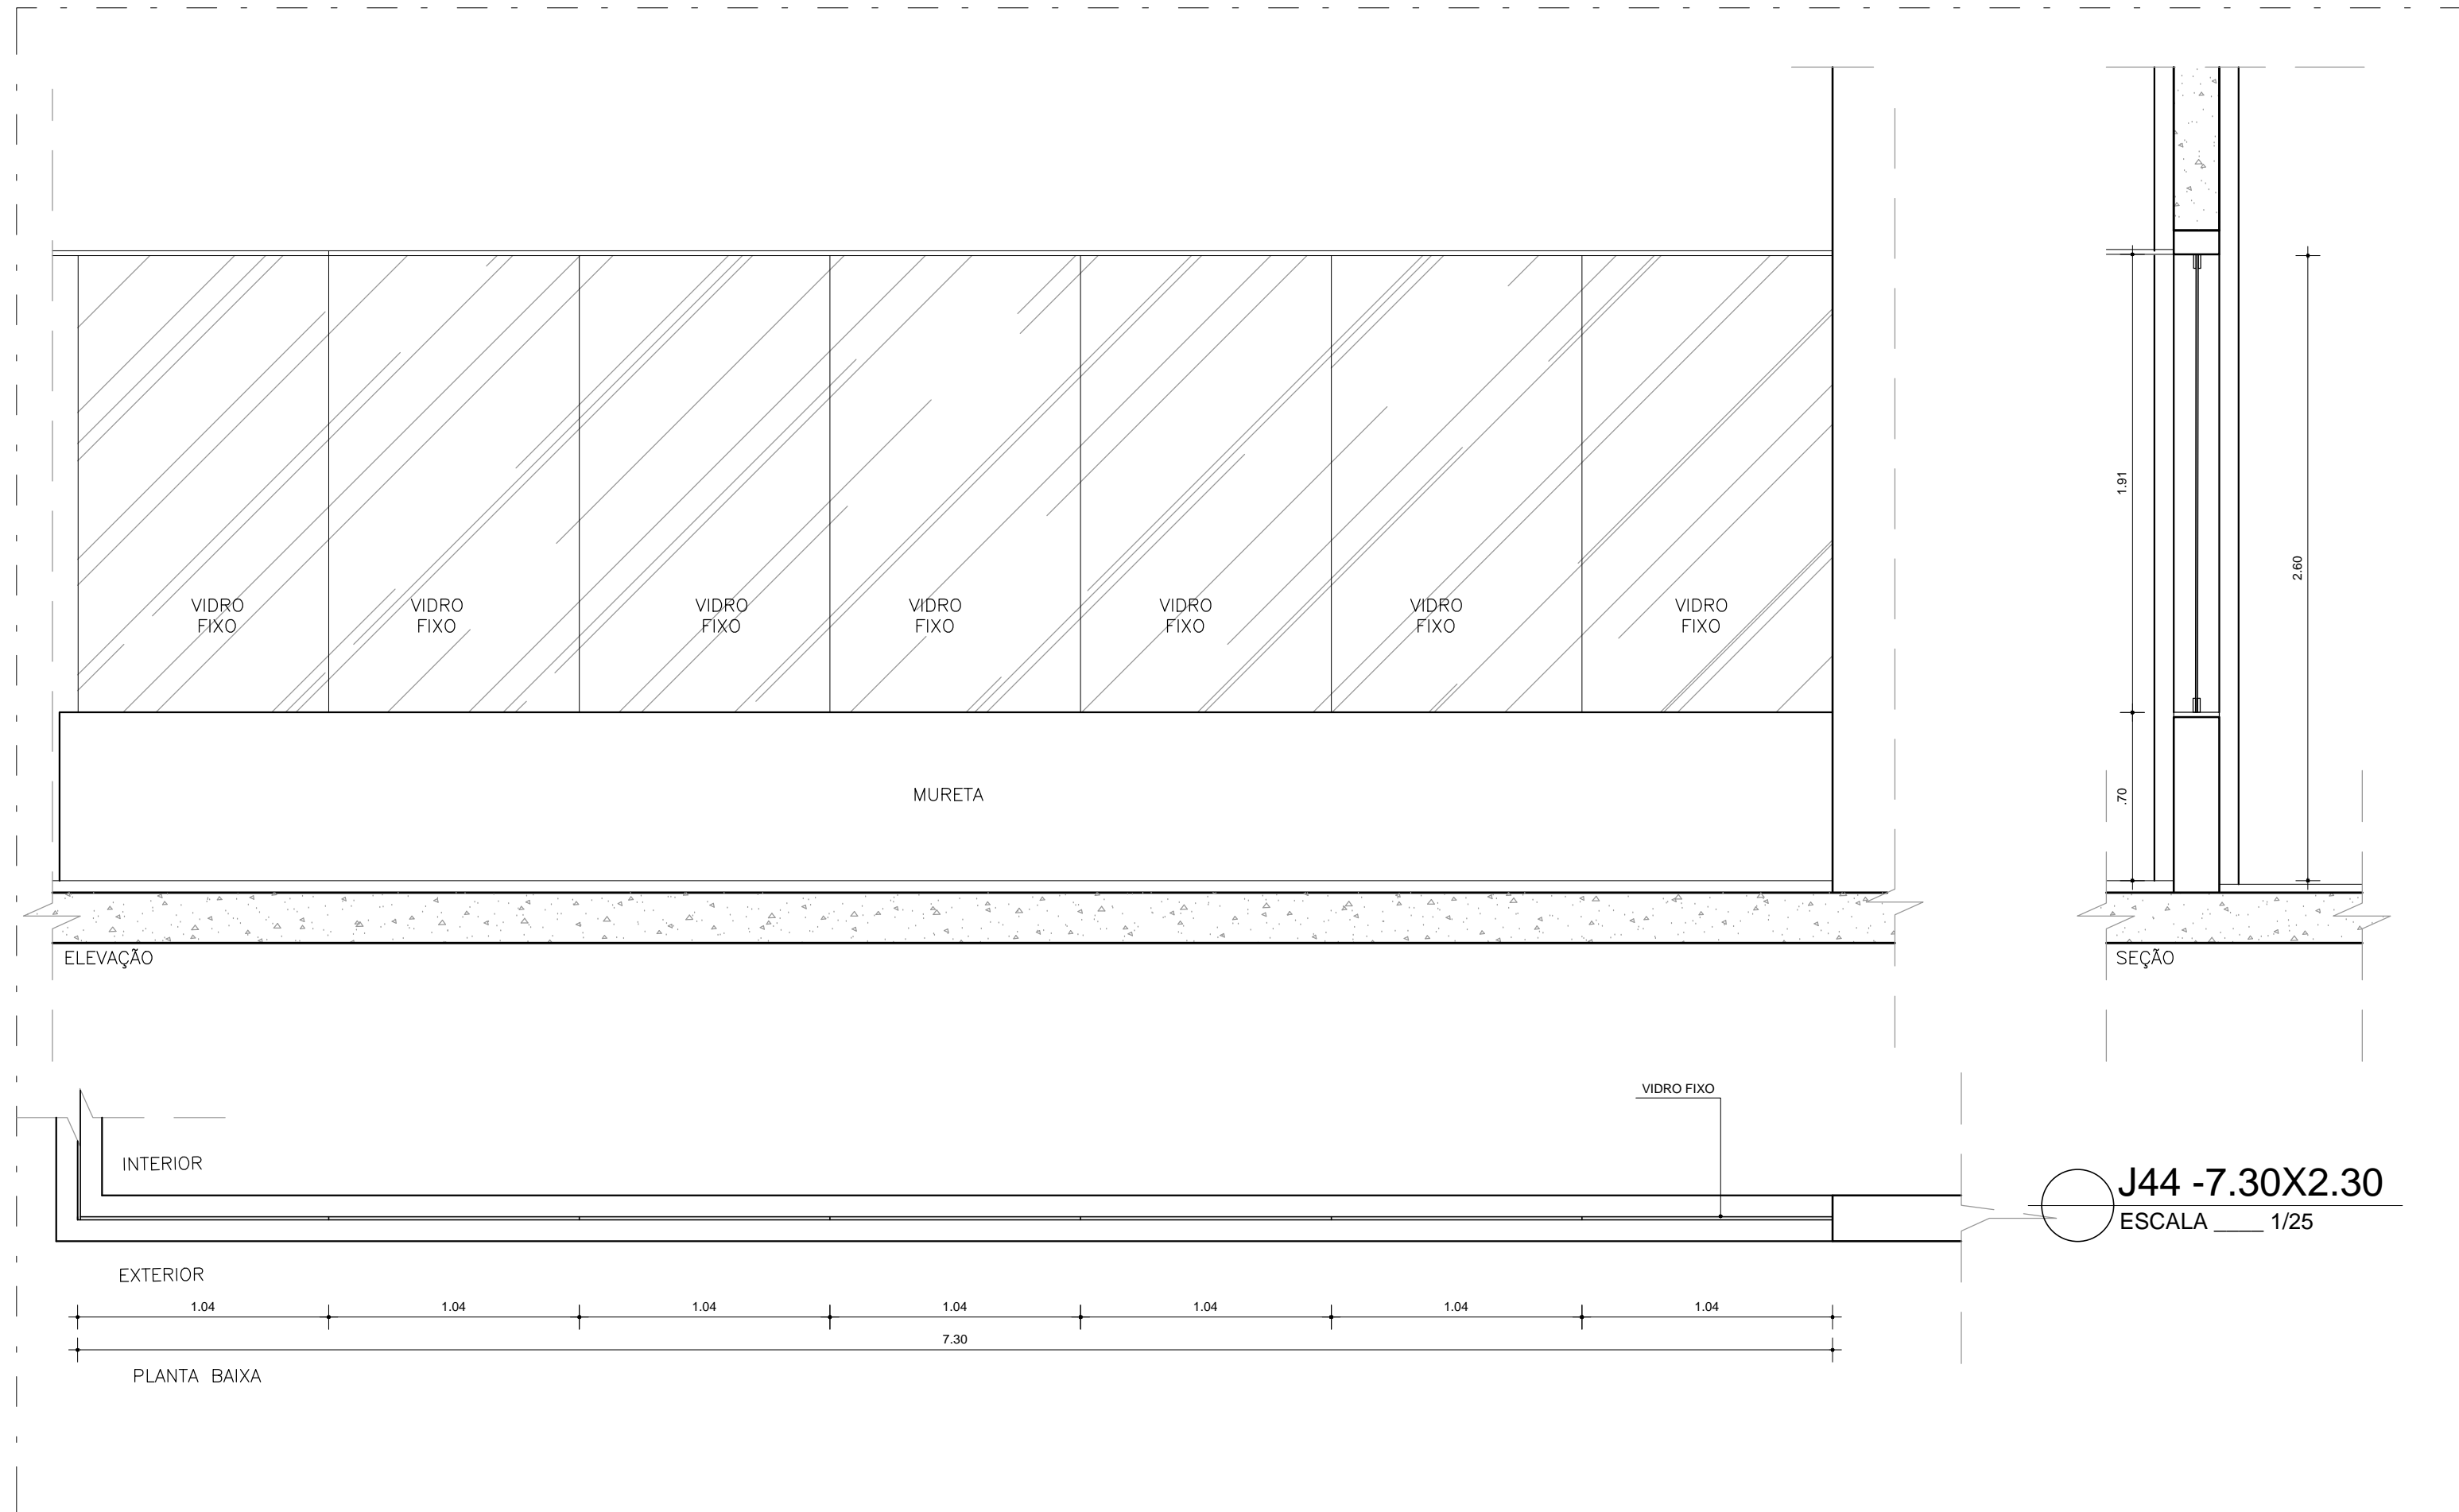 VIDRO
FIXO
VIDRO
FIXO
VIDRO
FIXO
VIDRO
FIXO
VIDRO
FIXO
VIDRO
FIXO
VIDRO
FIXO
MURETA
ELEVAÇÃO
1.91
.70
2.60
SEÇÃO
VIDRO FIXO
INTERIOR
EXTERIOR
1.04 1.04 1.04 1.04 1.04 1.04 1.04
7.30
PLANTA BAIXA
J44 -7.30X2.30
ESCALA ____ 1/25